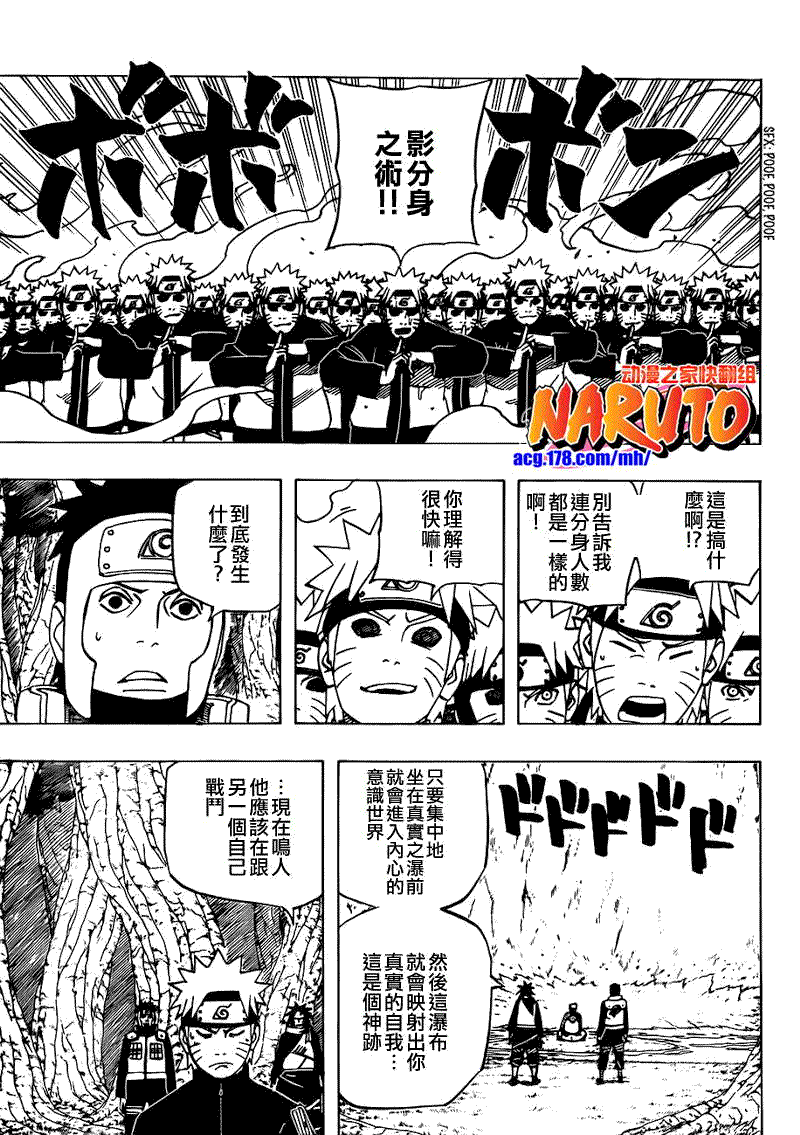 ボン
ボ
ボ
影分身
之術!!
SFX: POOF POOF POOF
动漫之家快翻组
NARUTO
acg.178.com/mh/
這是搞什
麼啊!?
別告訴我
連分身人數
都是一樣的
啊！
你理解得
很快嘛！
到底發生
什麼了？
ドドドドド
只要集中地
坐在真實之瀑前
就會進入內心的
意識世界
然後這瀑布
就會映射出你
真實的自我…
這是個神跡
…現在鳴人
他應該在跟
另一個自己
戰鬥